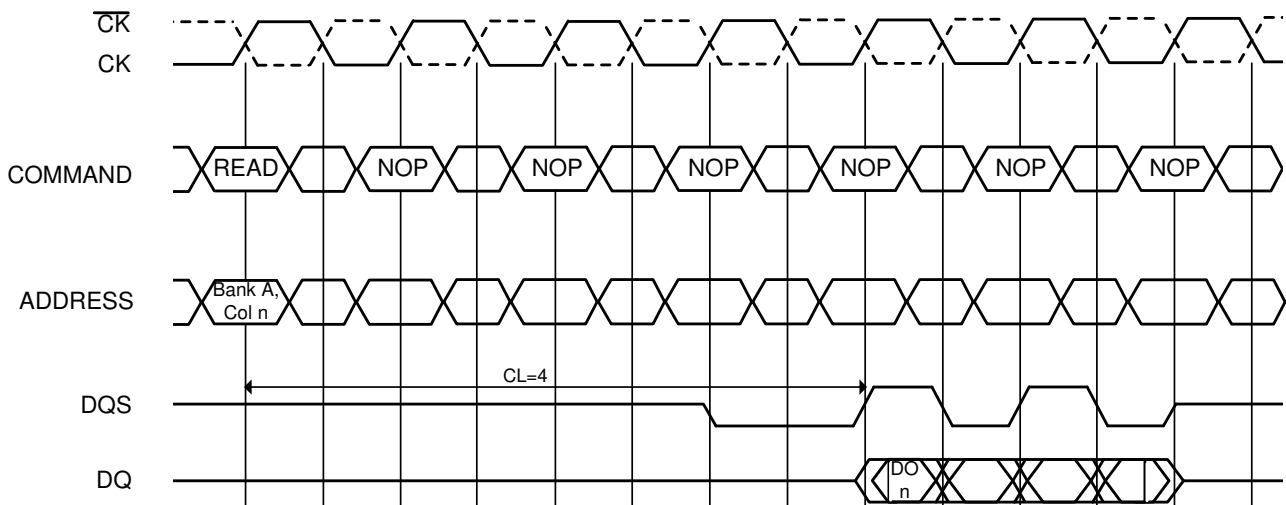 CK
CK
COMMAND
READ NOP NOP NOP NOP NOP NOP
ADDRESS
Bank A,
Col n
CL=4
DQS
DQ
DO
n